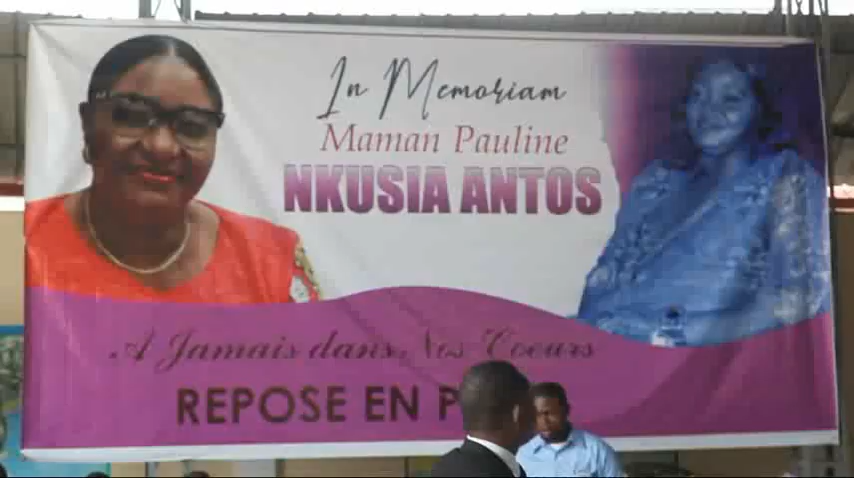 In Memoriam
Maman Pauline
NKUSIA ANTOS
A Jamais dans Nos Coeurs
REPOSE EN P